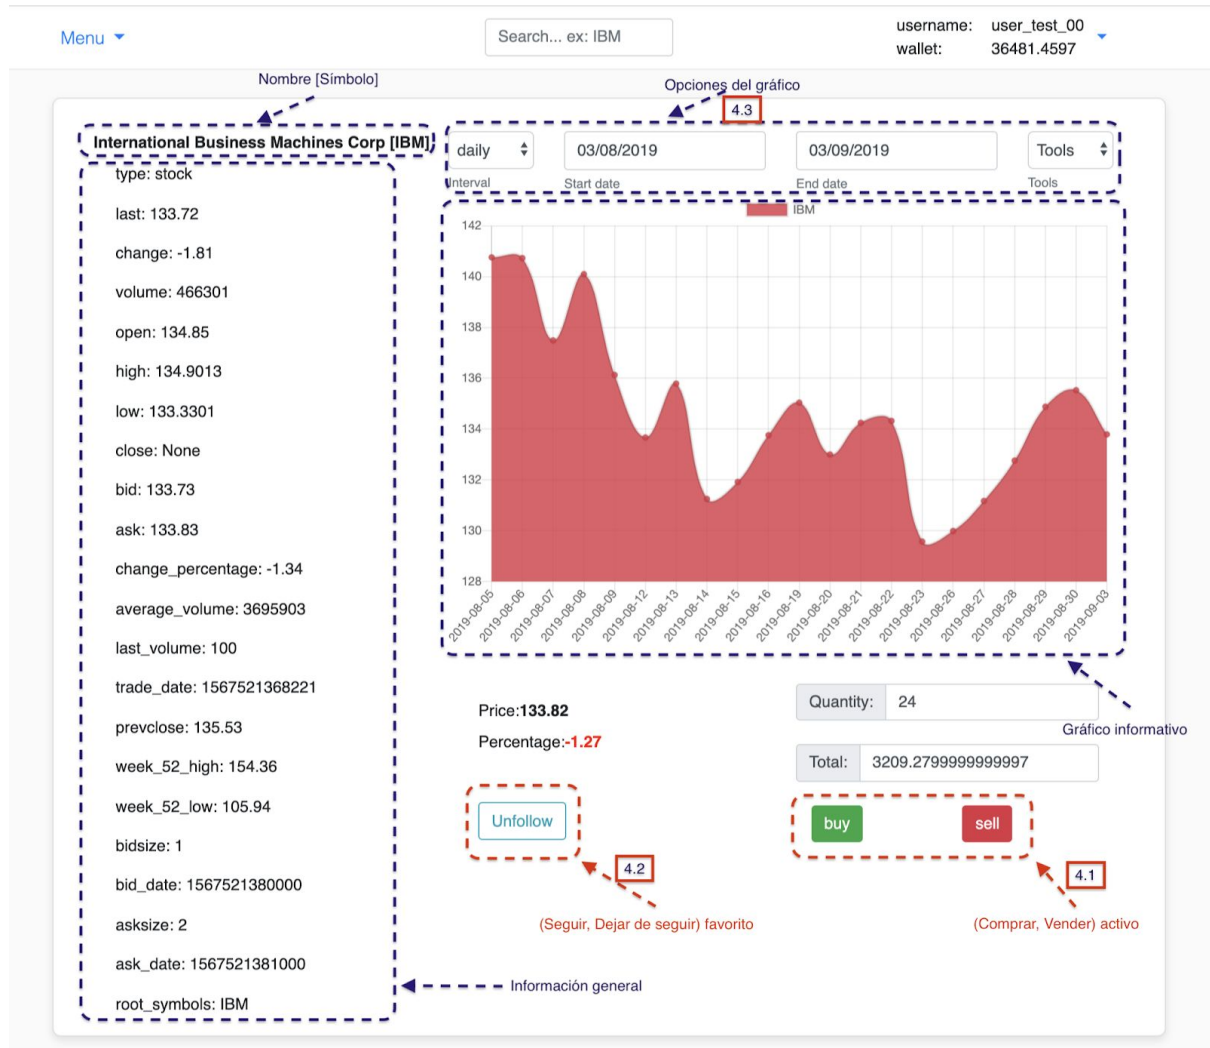 Menu
Search... ex: IBM
username: user_test_00
wallet: 36481.4597
Nombre [Símbolo]
Opciones del gráfico
4.3
International Business Machines Corp [IBM]
type: stock
last: 133.72
change: -1.81
volume: 466301
open: 134.85
high: 134.9013
low: 133.3301
close: None
bid: 133.73
ask: 133.83
change_percentage: -1.34
average_volume: 3695903
last_volume: 100
trade_date: 1567521368221
prevclose: 135.53
week_52_high: 154.36
week_52_low: 105.94
bidsize: 1
bid_date: 1567521380000
asksize: 2
ask_date: 1567521381000
root_symbols: IBM
Información general
daily
03/08/2019
03/09/2019
Tools
Interval
Start date
End date
Tools
IBM
142
140
138
136
134
132
130
128
2019-08-05
2019-08-06
2019-08-07
2019-08-08
2019-08-09
2019-08-12
2019-08-13
2019-08-14
2019-08-15
2019-08-16
2019-08-19
2019-08-20
2019-08-21
2019-08-22
2019-08-23
2019-08-26
2019-08-27
2019-08-28
2019-08-29
2019-08-30
2019-09-03
Gráfico informativo
Price:133.82
Percentage:-1.27
Quantity: 24
Total: 3209.2799999999997
Unfollow
buy
sell
4.2
4.1
(Seguir, Dejar de seguir) favorito
(Comprar, Vender) activo